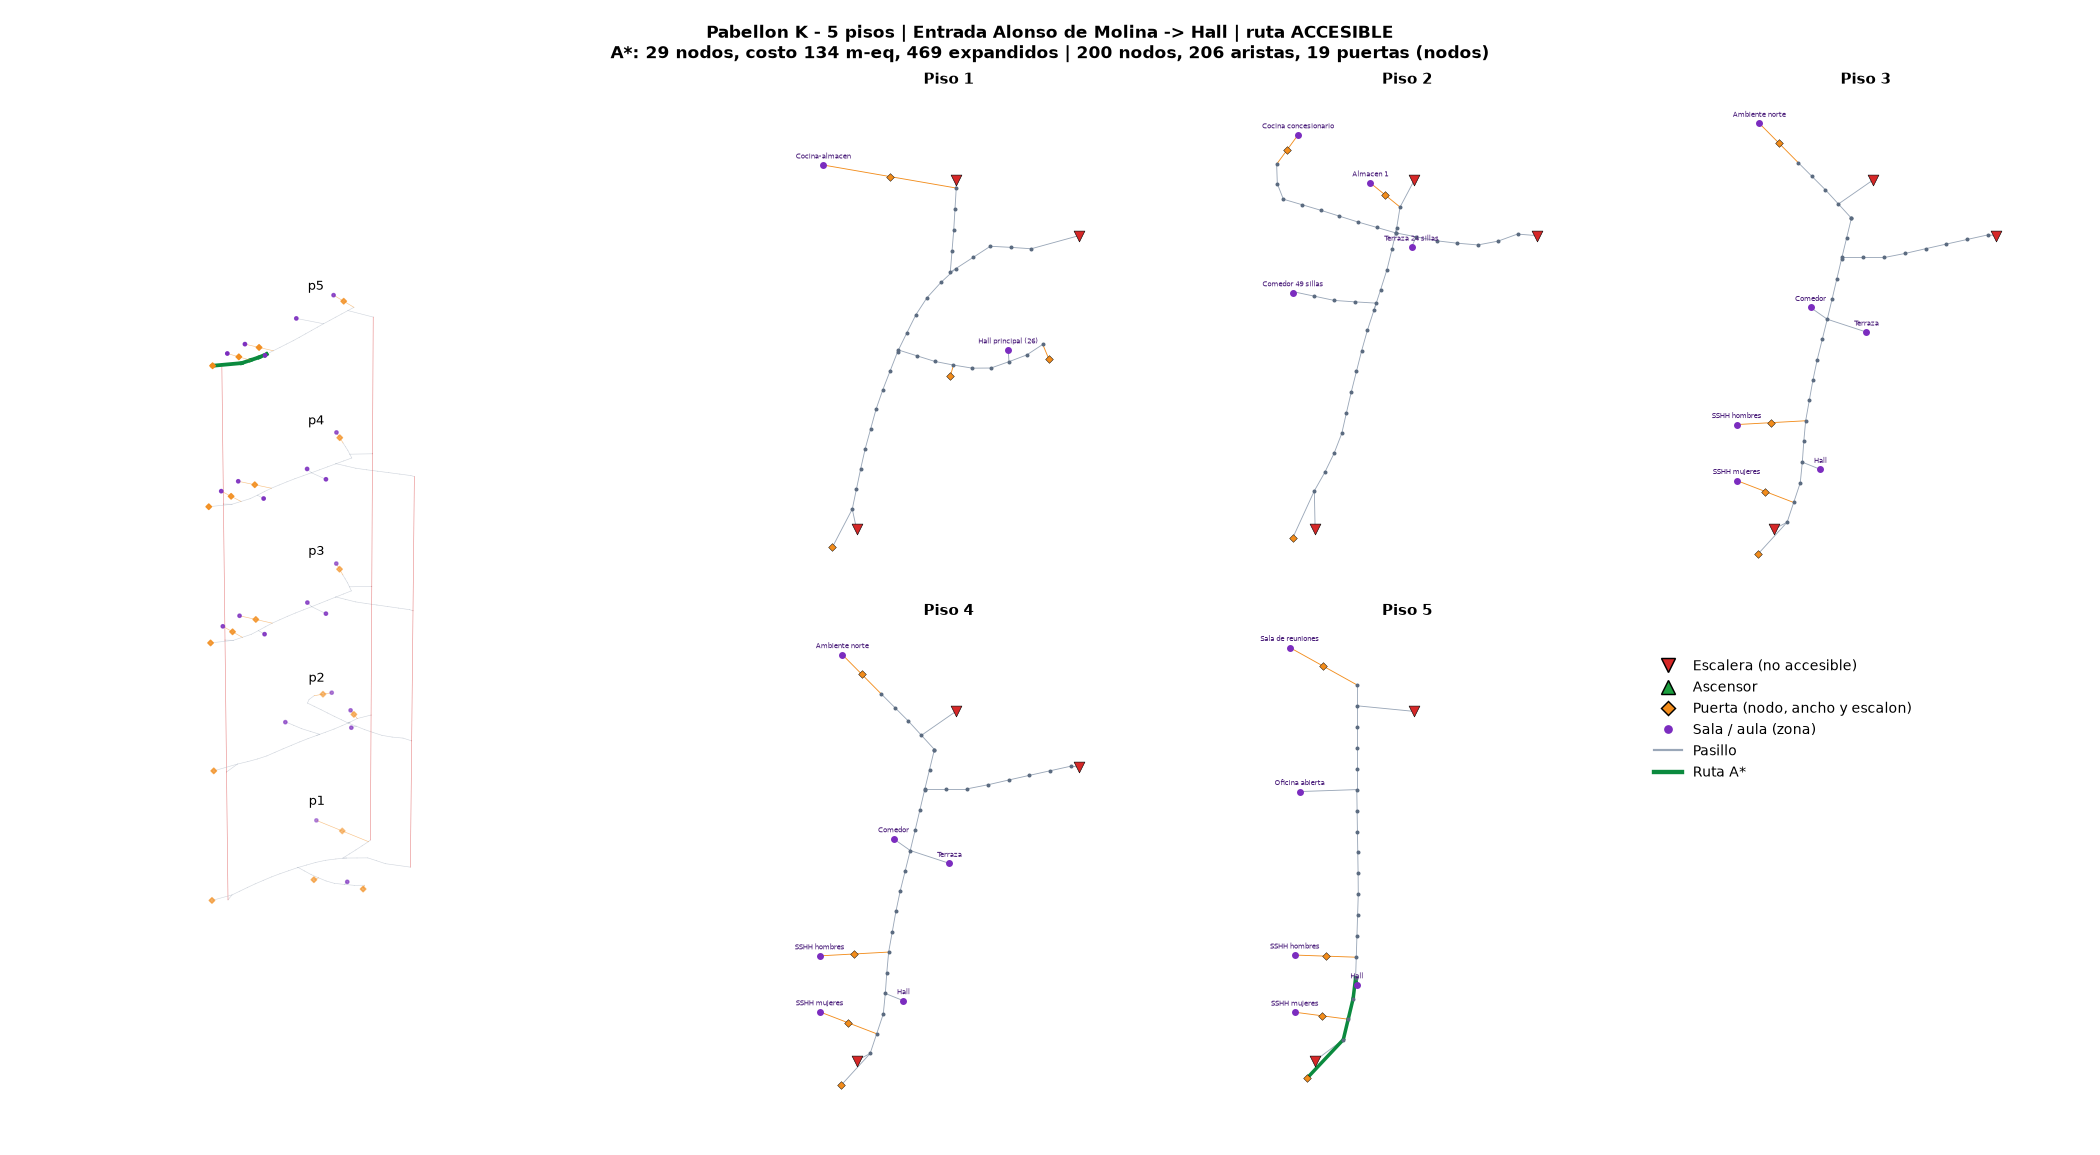 Pabellon K - 5 pisos | Entrada Alonso de Molina -> Hall | ruta ACCESIBLE
A*: 29 nodos, costo 134 m-eq, 469 expandidos | 200 nodos, 206 aristas, 19 puertas (nodos)
Piso 1
Cocina-almacen
Hall principal (26)
Piso 2
Cocina concesionario
Almacen 1
Terraza 24 sillas
Comedor 49 sillas
Piso 3
Ambiente norte
Comedor
Terraza
SSHH hombres
Hall
SSHH mujeres
p5
p4
p3
p2
p1
Piso 4
Ambiente norte
Comedor
Terraza
SSHH hombres
Hall
SSHH mujeres
Piso 5
Sala de reuniones
Oficina abierta
SSHH hombres
Hall
SSHH mujeres
Escalera (no accesible)
Ascensor
Puerta (nodo, ancho y escalon)
Sala / aula (zona)
Pasillo
Ruta A*